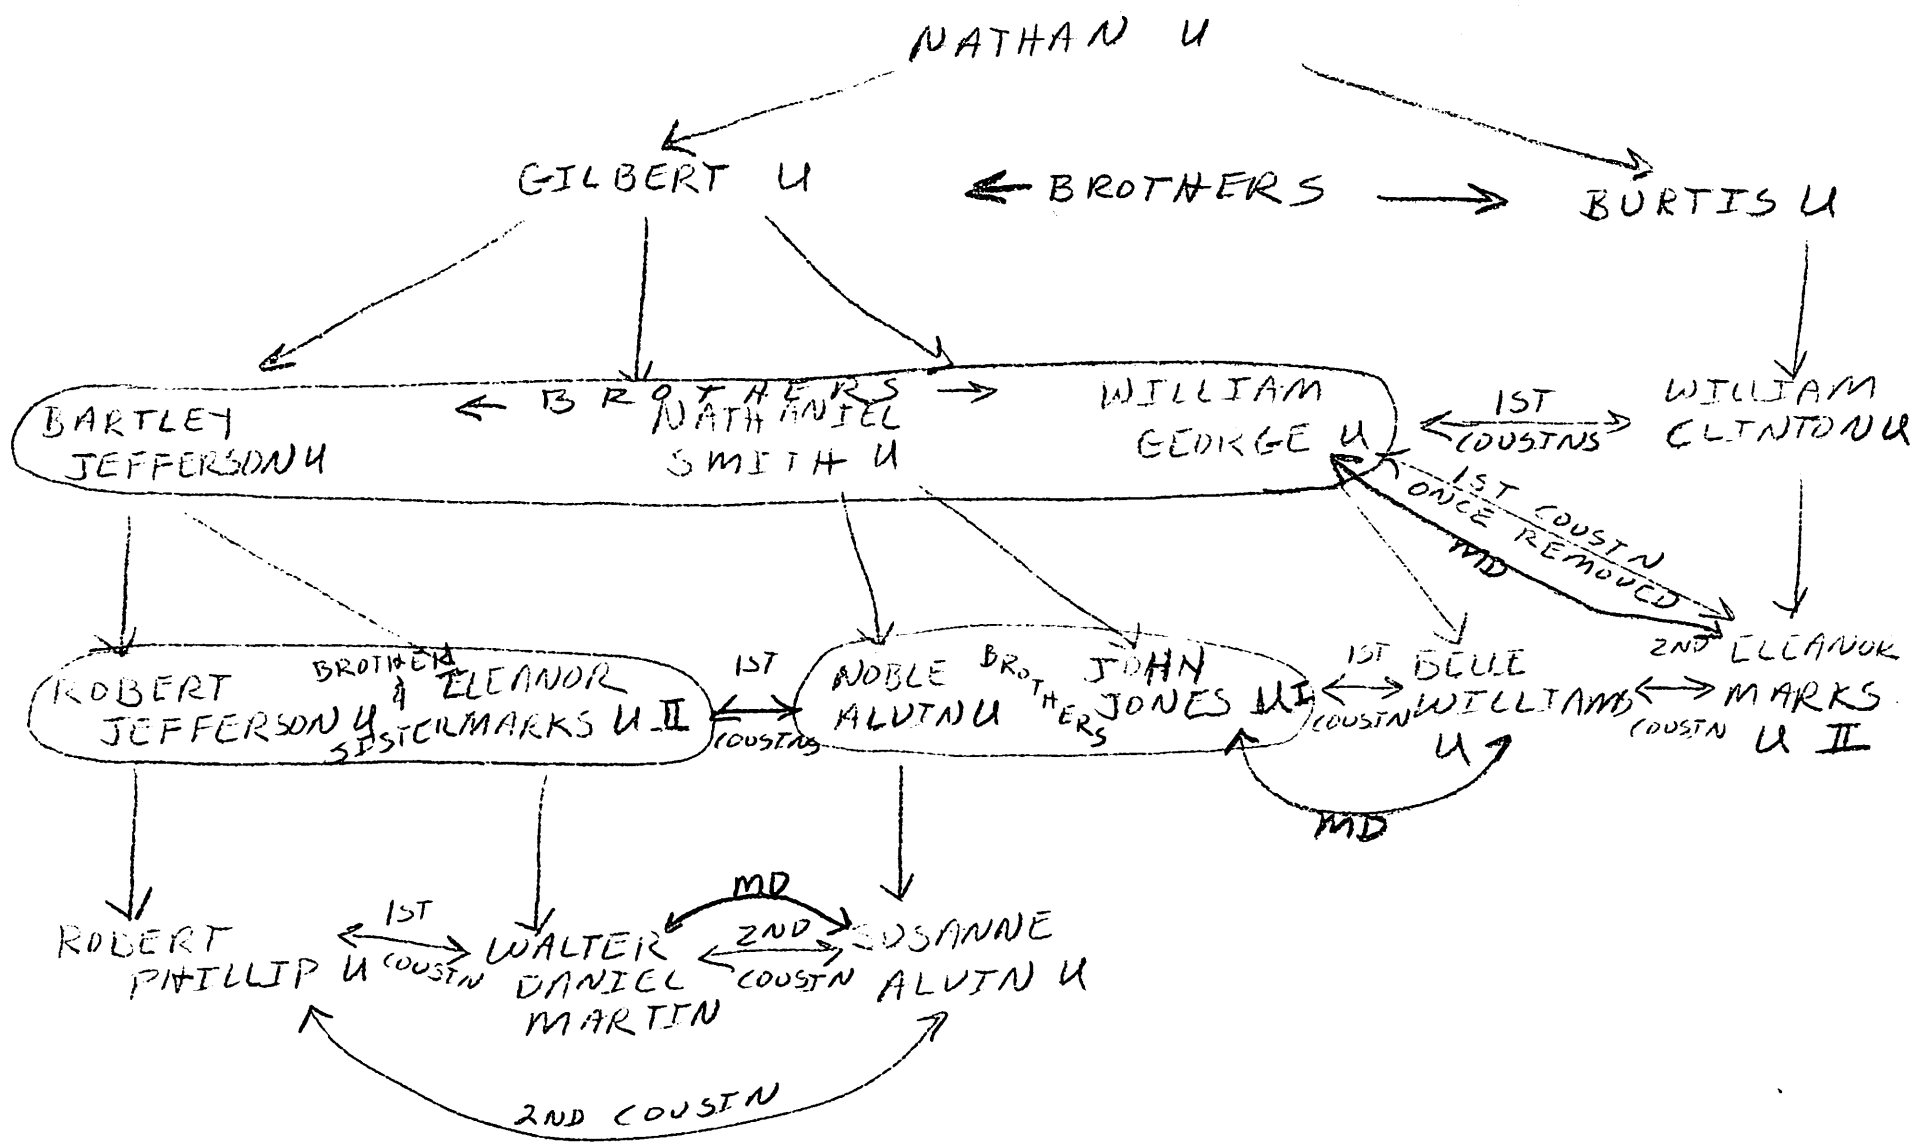 NATHAN U
GILBERT U
BROTHERS
BURTIS U
BROTHERS
BARTLEY
JEFFERSON U
NATHANIEL
SMITH U
WILLIAM
GEORGE U
1ST
COUSINS
WILLIAM
CLINTON U
1ST COUSIN
ONCE REMOVED
MD
ROBERT
JEFFERSON U
BROTHER
&
SISTER
ELEANOR
MARKS U II
1ST
COUSINS
NOBLE
ALVIN U
BROTHERS
JOHN
JONES U I
1ST
COUSIN
BELLE
WILLIAMS
U
2ND
COUSIN
ELEANOR
MARKS
U II
MD
ROBERT
PHILLIP U
1ST
COUSIN
WALTER
DANIEL
MARTIN
MD
2ND
COUSIN
SUSANNE
ALVIN U
2ND COUSIN